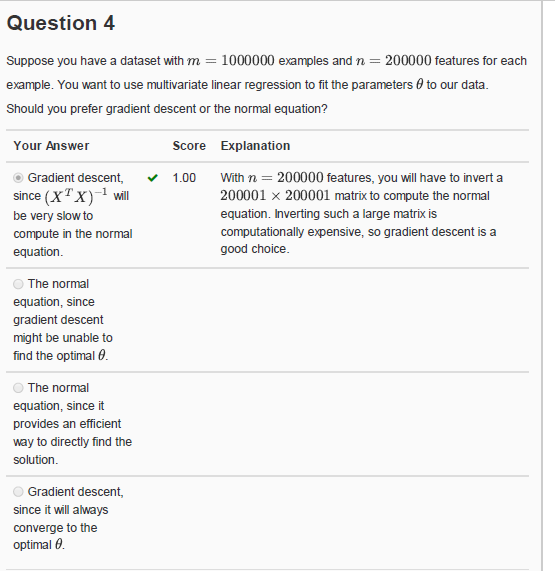 Question 4
Suppose you have a dataset with m = 1000000 examples and n = 200000 features for each
example. You want to use multivariate linear regression to fit the parameters θ to our data.
Should you prefer gradient descent or the normal equation?
Your Answer Score Explanation
Gradient descent, ✔ 1.00 With n = 200000 features, you will have to invert a
since (XᵀX)⁻¹ will 200001 × 200001 matrix to compute the normal
be very slow to equation. Inverting such a large matrix is
compute in the normal computationally expensive, so gradient descent is a
equation. good choice.
The normal
equation, since
gradient descent
might be unable to
find the optimal θ.
The normal
equation, since it
provides an efficient
way to directly find the
solution.
Gradient descent,
since it will always
converge to the
optimal θ.